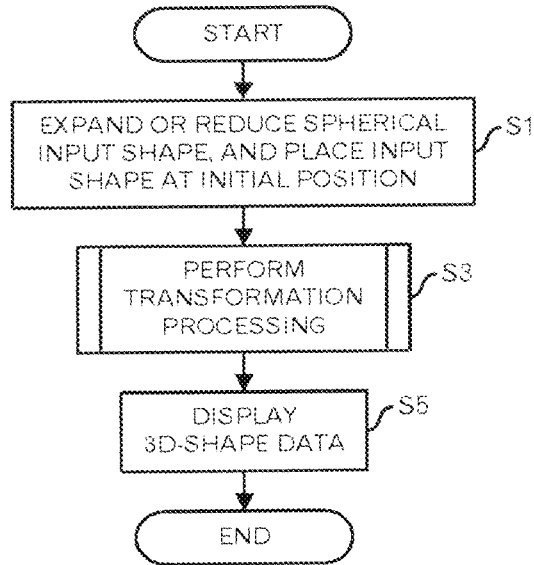 START
EXPAND OR REDUCE SPHERICAL
INPUT SHAPE, AND PLACE INPUT
SHAPE AT INITIAL POSITION
S1
PERFORM
TRANSFORMATION
PROCESSING
S3
DISPLAY
3D-SHAPE DATA
S5
END